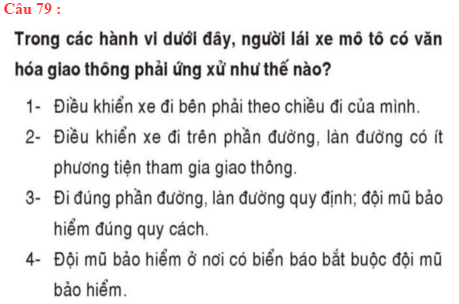 Câu 79 :
Trong các hành vi dưới đây, người lái xe mô tô có văn
hóa giao thông phải ứng xử như thế nào?
1- Điều khiển xe đi bên phải theo chiều đi của mình.
2- Điều khiển xe đi trên phần đường, làn đường có ít
phương tiện tham gia giao thông.
3- Đi đúng phần đường, làn đường quy định; đội mũ bảo
hiểm đúng quy cách.
4- Đội mũ bảo hiểm ở nơi có biển báo bắt buộc đội mũ
bảo hiểm.